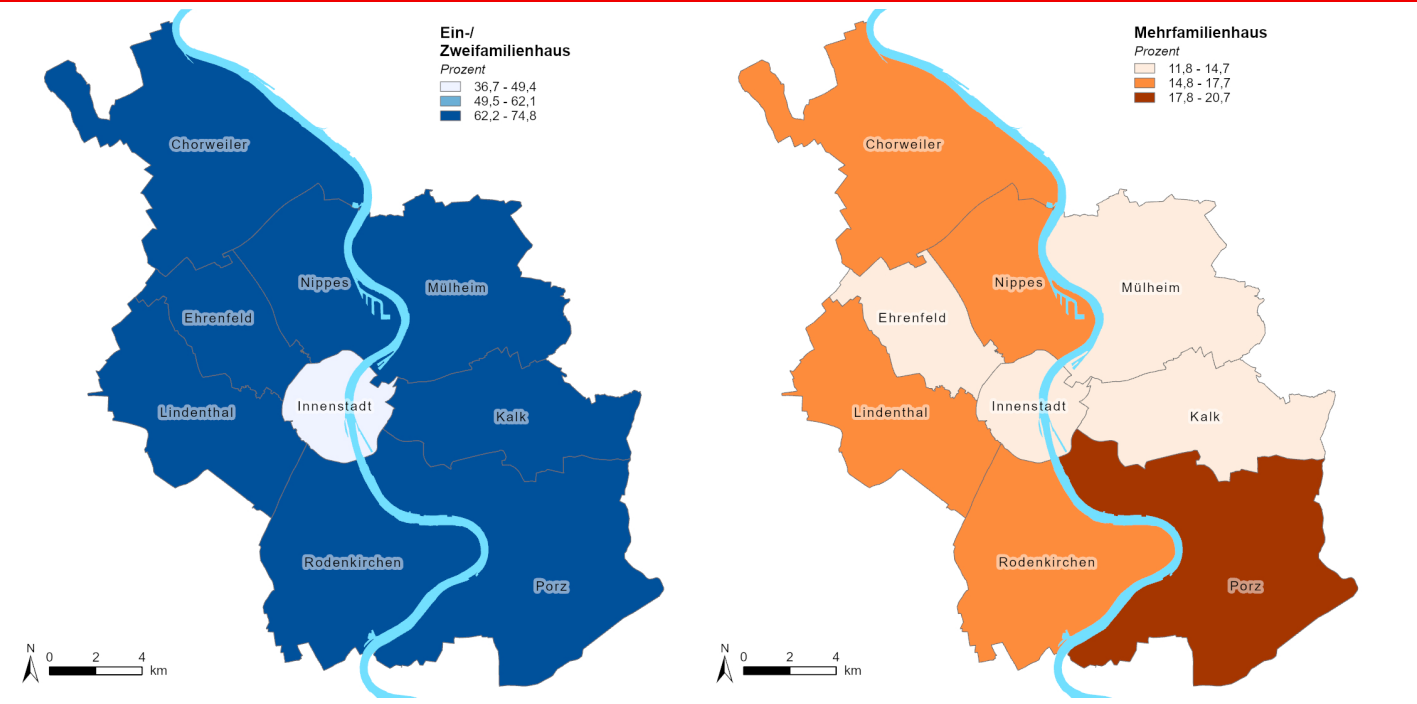 Ein-/
Zweifamilienhaus
Prozent
36,7 - 49,4
49,5 - 62,1
62,2 - 74,8
Chorweiler
Nippes
Mülheim
Ehrenfeld
Lindenthal
Innenstadt
Kalk
Rodenkirchen
Porz
N
0 2 4
km
Mehrfamilienhaus
Prozent
11,8 - 14,7
14,8 - 17,7
17,8 - 20,7
Chorweiler
Nippes
Mülheim
Ehrenfeld
Lindenthal
Innenstadt
Kalk
Rodenkirchen
Porz
N
0 2 4
km